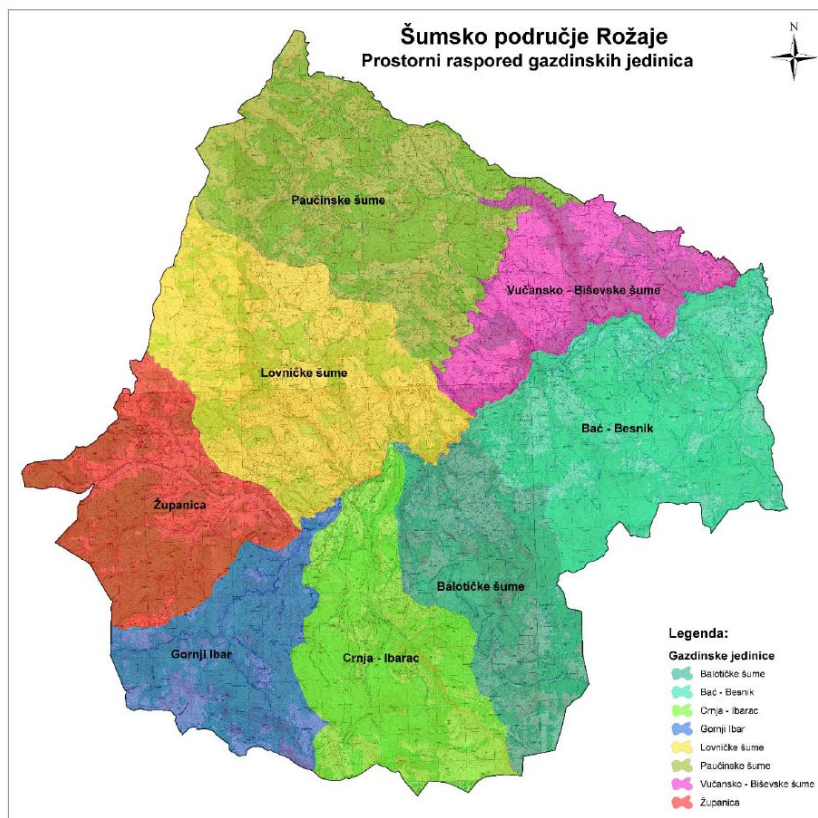 Šumsko područje Rožaje
Prostorni raspored gazdinskih jedinica
N
Paučinske šume
Vučansko - Biševske šume
Lovničke šume
Bać - Besnik
Županica
Balotičke šume
Gornji Ibar
Crnja - Ibarac
Legenda:
Gazdinske jedinice
Balotičke šume
Bać - Besnik
Crnja - Ibarac
Gornji Ibar
Lovničke šume
Paučinske šume
Vučansko - Biševske šume
Županica